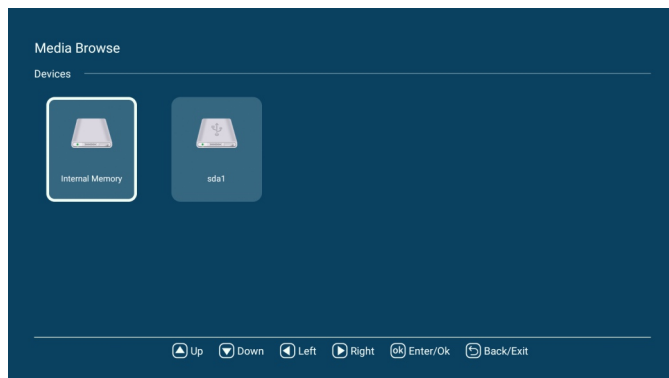 Media Browse
Devices
Internal Memory
sda1
Up Down Left Right ok Enter/Ok Back/Exit